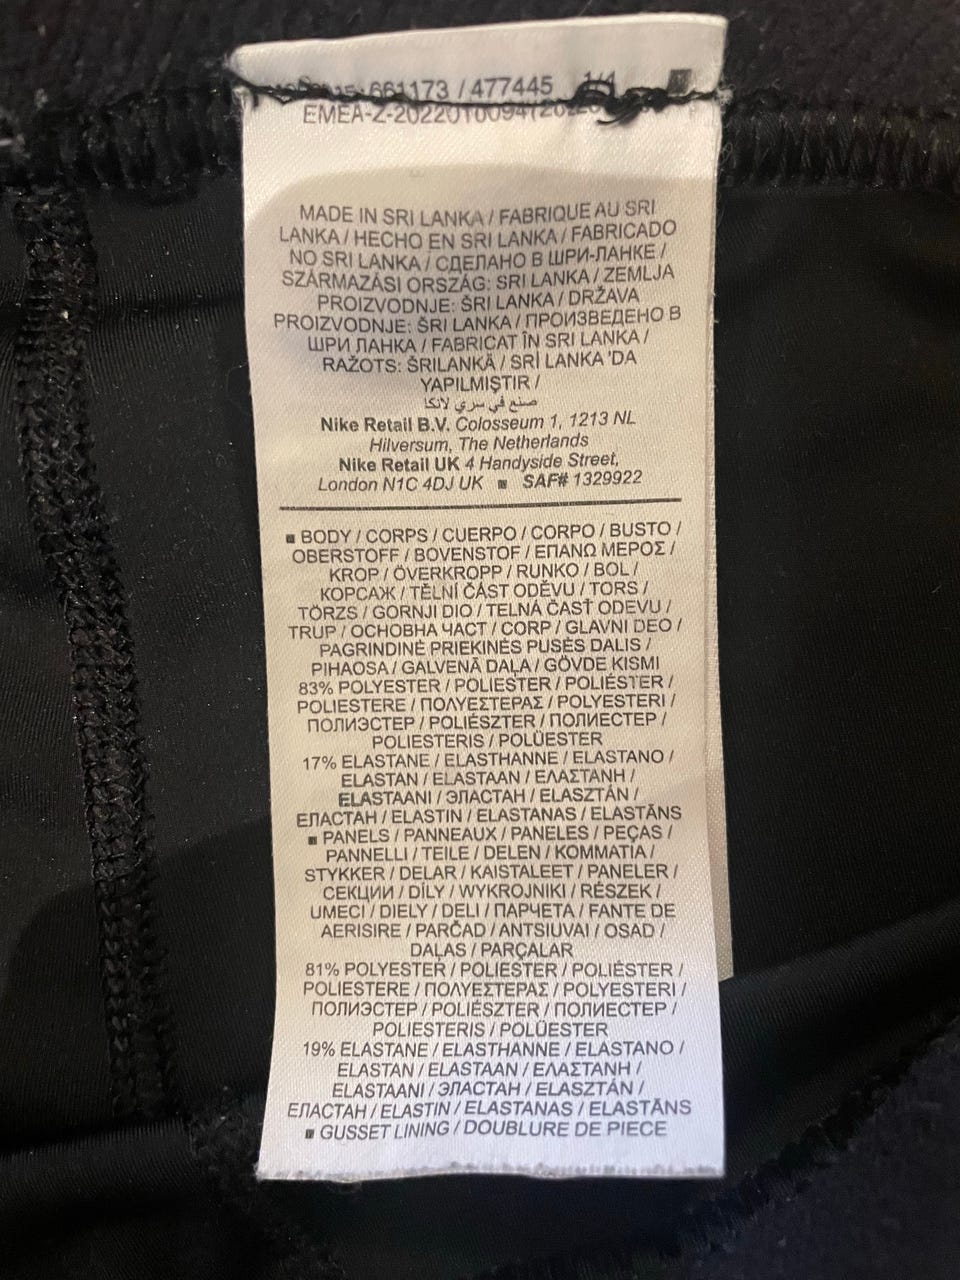 661173 / 477445 1/4
MADE IN SRI LANKA / FABRIQUE AU SRI
LANKA / HECHO EN SRI LANKA / FABRICADO
NO SRI LANKA / СДЕЛАНО В ШРИ-ЛАНКЕ /
SZÁRMAZÁSI ORSZÁG: SRI LANKA / ZEMLJA
PROIZVODNJE: ŠRI LANKA / DRŽAVA
PROIZVODNJE: ŠRI LANKA / ПРОИЗВЕДЕНО В
ШРИ ЛАНКА / FABRICAT ÎN SRI LANKA /
RAŽOTS: ŠRILANKĀ / SRİ LANKA 'DA
YAPILMIŞTIR /
صنع في سري لانكا
Nike Retail B.V. Colosseum 1, 1213 NL
Hilversum, The Netherlands
Nike Retail UK 4 Handyside Street,
London N1C 4DJ UK ■ SAF# 1329922
■ BODY / CORPS / CUERPO / CORPO / BUSTO /
OBERSTOFF / BOVENSTOF / ΕΠΑΝΩ ΜΕΡΟΣ /
KROP / ÖVERKROPP / RUNKO / BOL /
КОРСАЖ / TĚLNÍ ČÁST ODĚVU / TORS /
TÖRZS / GORNJI DIO / TELNÁ ČASŤ ODEVU /
TRUP / ОСНОВНА ЧАСТ / CORP / GLAVNI DEO /
PAGRINDINĖ PRIEKINĖS PUSĖS DALIS /
PIHAOSA / GALVENĀ DAĻA / GÖVDE KISMI
83% POLYESTER / POLIESTER / POLIÉSTER /
POLIESTERE / ΠΟΛΥΕΣΤΕΡΑΣ / POLYESTERI /
ПОЛИЭСТЕР / POLIÉSZTER / ПОЛИЕСТЕР /
POLIESTERIS / POLÜESTER
17% ELASTANE / ELASTHANNE / ELASTANO /
ELASTAN / ELASTAAN / ΕΛΑΣΤΑΝΗ /
ELASTAANI / ЭЛАСТАН / ELASZTÁN /
ЕЛАСТАН / ELASTIN / ELASTANAS / ELASTĀNS
■ PANELS / PANNEAUX / PANELES / PEÇAS /
PANNELLI / TEILE / DELEN / KOMMATIA /
STYKKER / DELAR / KAISTALEET / PANELER /
СЕКЦИИ / DÍLY / WYKROJNIKI / RÉSZEK /
UMECI / DIELY / DELI / ПАРЧЕТА / FANTE DE
AERISIRE / PARČAD / ANTSIUVAI / OSAD /
DAĻAS / PARÇALAR
81% POLYESTER / POLIESTER / POLIÉSTER /
POLIESTERE / ΠΟΛΥΕΣΤΕΡΑΣ / POLYESTERI /
ПОЛИЭСТЕР / POLIÉSZTER / ПОЛИЕСТЕР /
POLIESTERIS / POLÜESTER
19% ELASTANE / ELASTHANNE / ELASTANO /
ELASTAN / ELASTAAN / ΕΛΑΣΤΑΝΗ /
ELASTAANI / ЭЛАСТАН / ELASZTÁN /
ЕЛАСТАН / ELASTIN / ELASTANAS / ELASTĀNS
■ GUSSET LINING / DOUBLURE DE PIECE